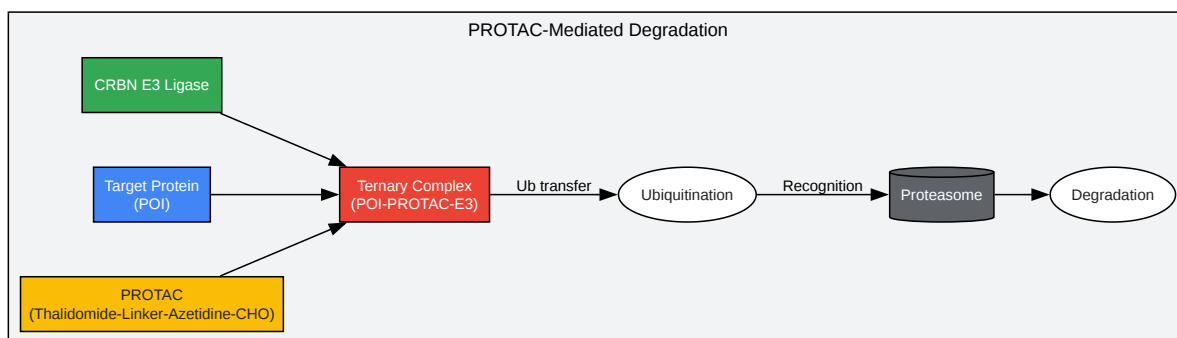 PROTAC-Mediated Degradation
CRBN E3 Ligase
Target Protein
(POI)
PROTAC
(Thalidomide-Linker-Azetidine-CHO)
Ternary Complex
(POI-PROTAC-E3)
Ub transfer
Ubiquitination
Recognition
Proteasome
Degradation